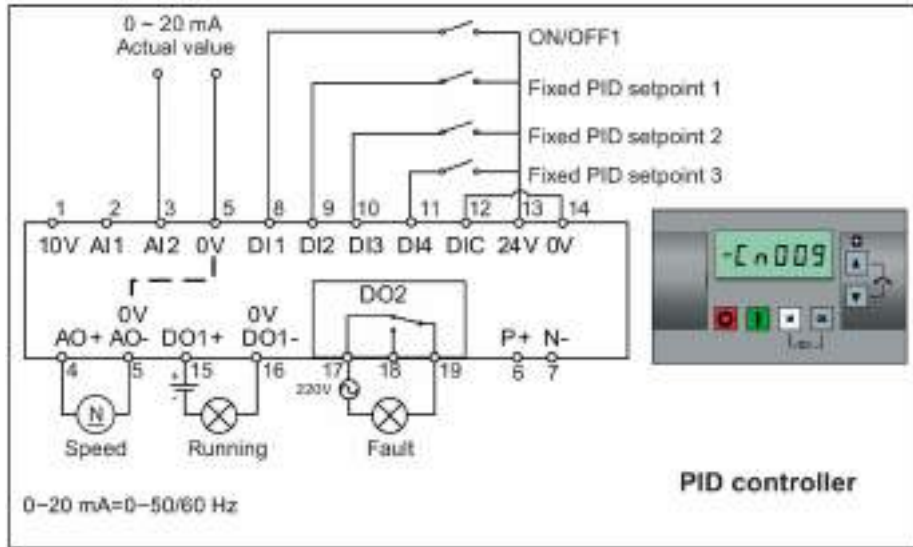 0 ~ 20 mA
Actual value
ON/OFF1
Fixed PID setpoint 1
Fixed PID setpoint 2
Fixed PID setpoint 3
1 2 3 5 8 9 10 11 12 13 14
10V AI1 AI2 0V DI1 DI2 DI3 DI4 DIC 24V 0V
-Cn009
DO2
0V 0V
AO+ AO- DO1+ DO1- P+ N-
4 5 15 16 17 18 19 6 7
+
-
220V
N
Speed Running Fault
PID controller
0~20 mA=0~50/60 Hz